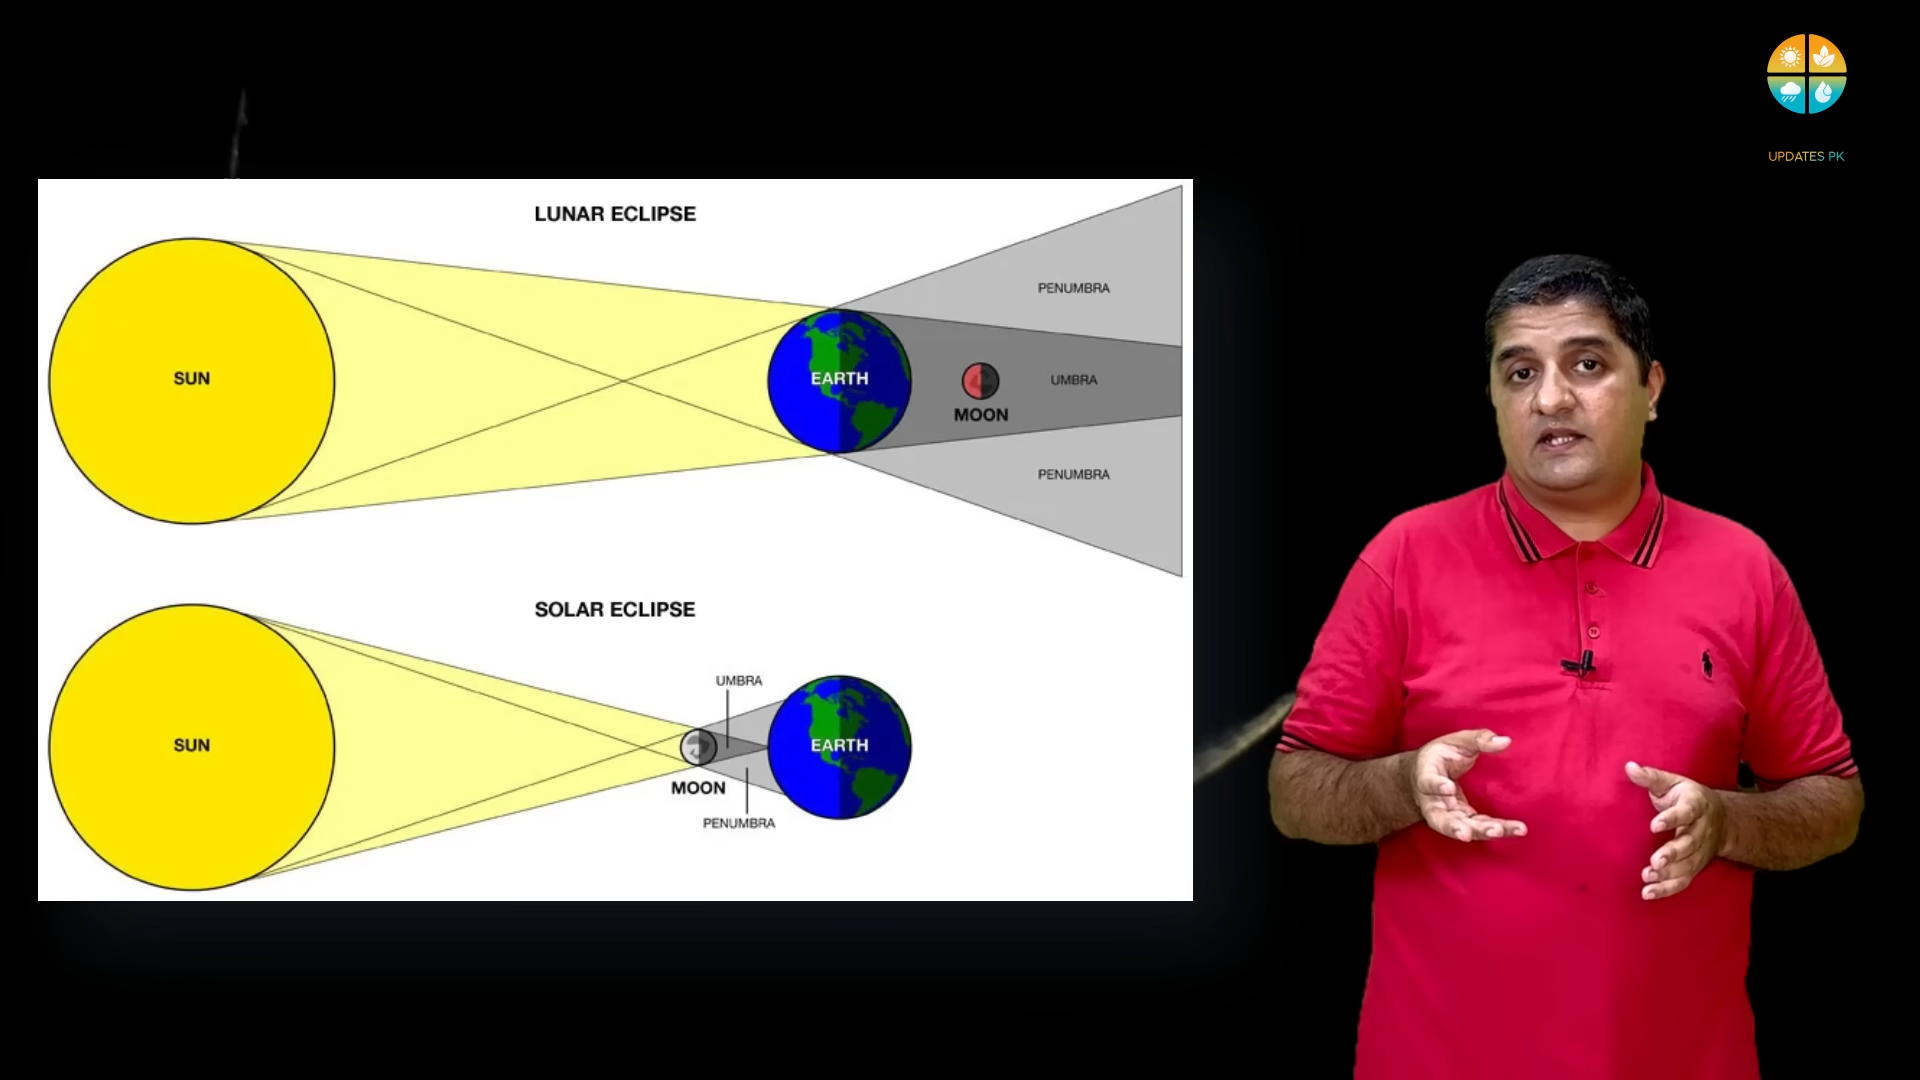 UPDATES PK
LUNAR ECLIPSE
PENUMBRA
SUN
EARTH
UMBRA
MOON
PENUMBRA
SOLAR ECLIPSE
UMBRA
SUN
EARTH
MOON
PENUMBRA